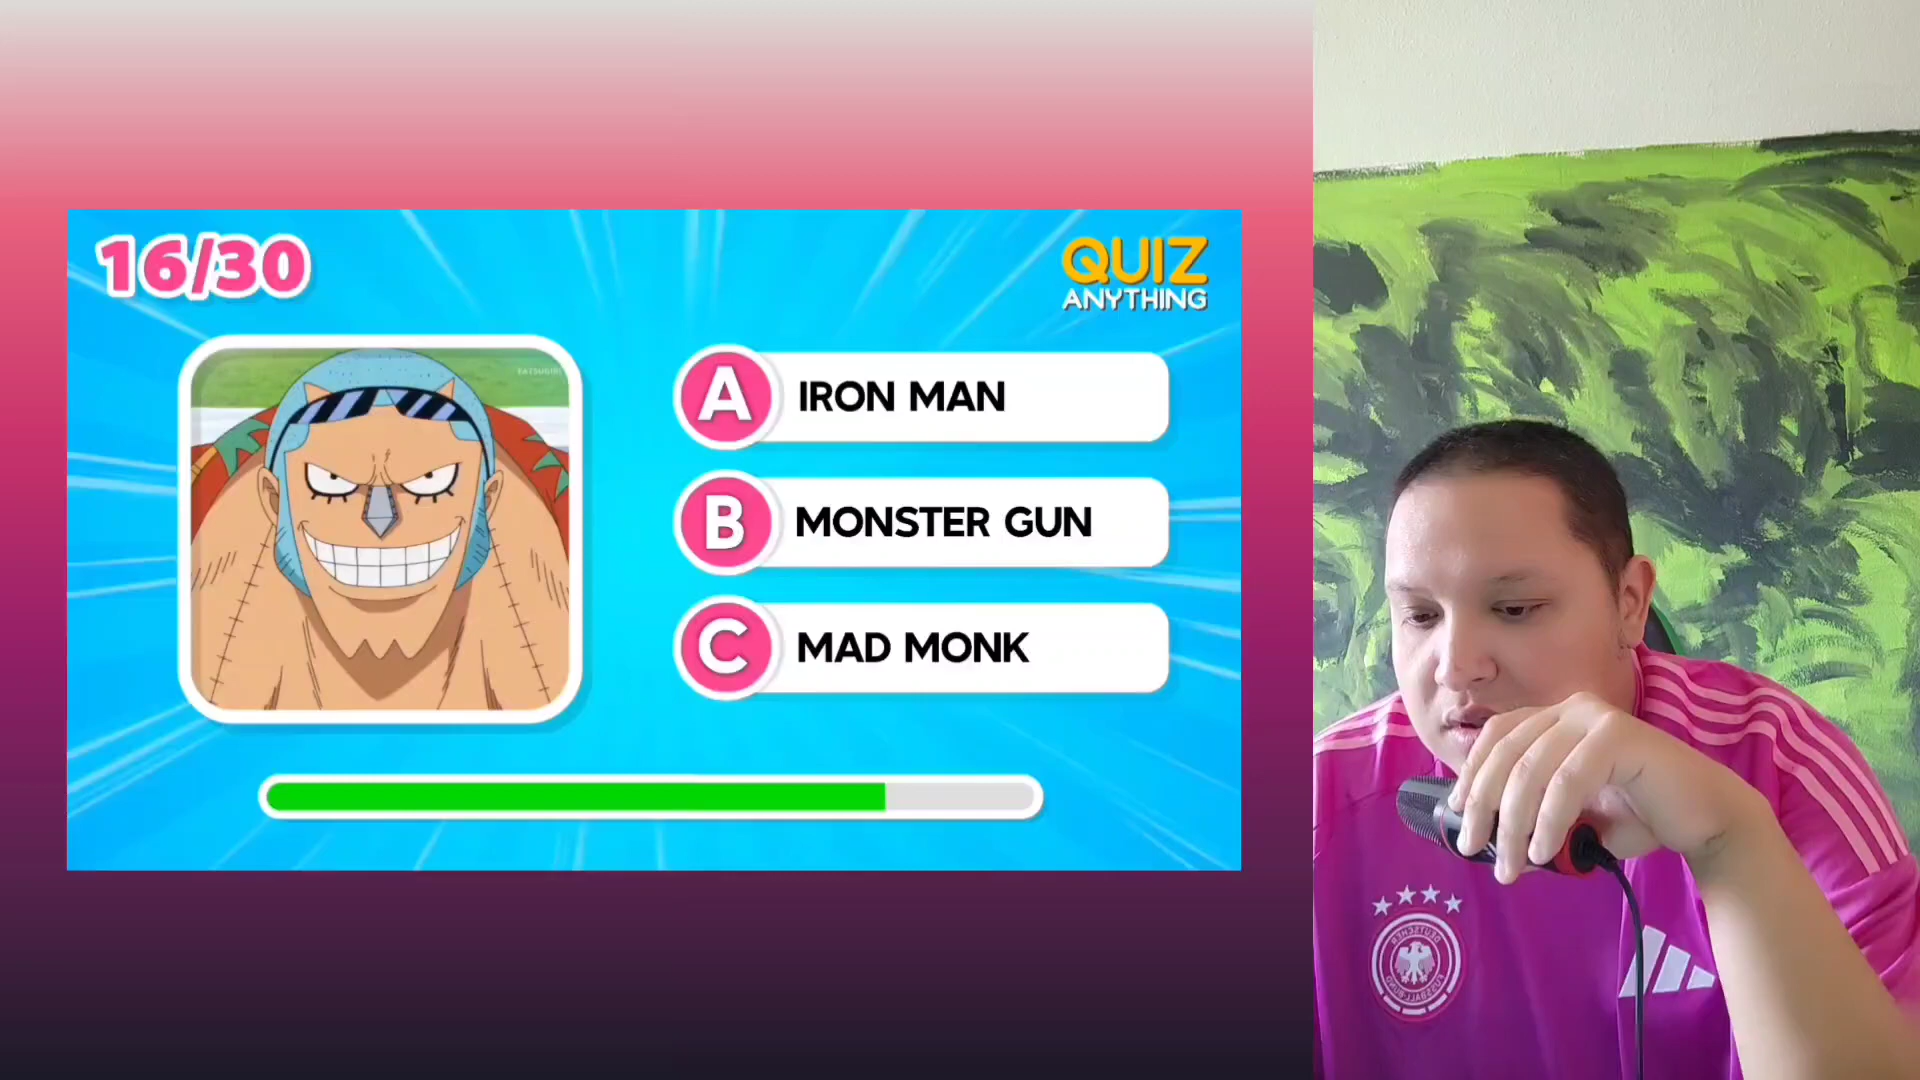 16/30
QUIZ
ANYTHING
A IRON MAN
B MONSTER GUN
C MAD MONK